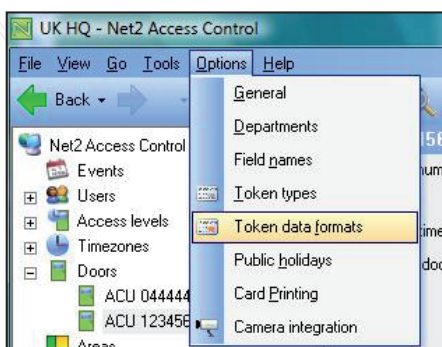 UK HQ - Net2 Access Control
File View Go Tools Options Help
Back
General
Departments
Field names
Token types
Token data formats
Public holidays
Card Printing
Camera integration
Net2 Access Control
Events
Users
Access levels
Timezones
Doors
ACU 044444
ACU 123456
Areas